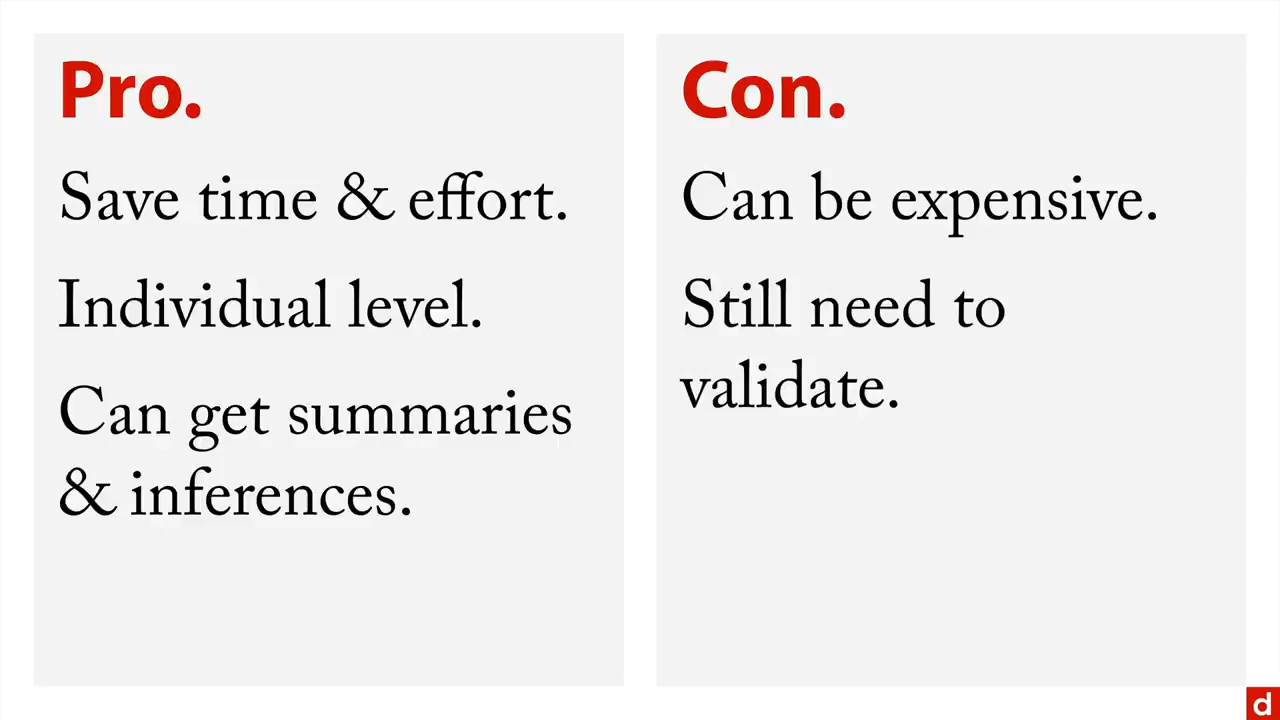 Pro.
Save time & effort.
Individual level.
Can get summaries
& inferences.
Con.
Can be expensive.
Still need to
validate.
d